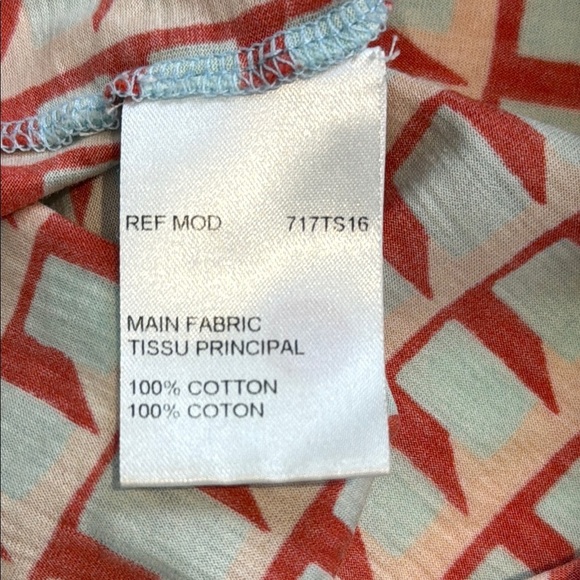 REF MOD 717TS16
MAIN FABRIC
TISSU PRINCIPAL
100% COTTON
100% COTON